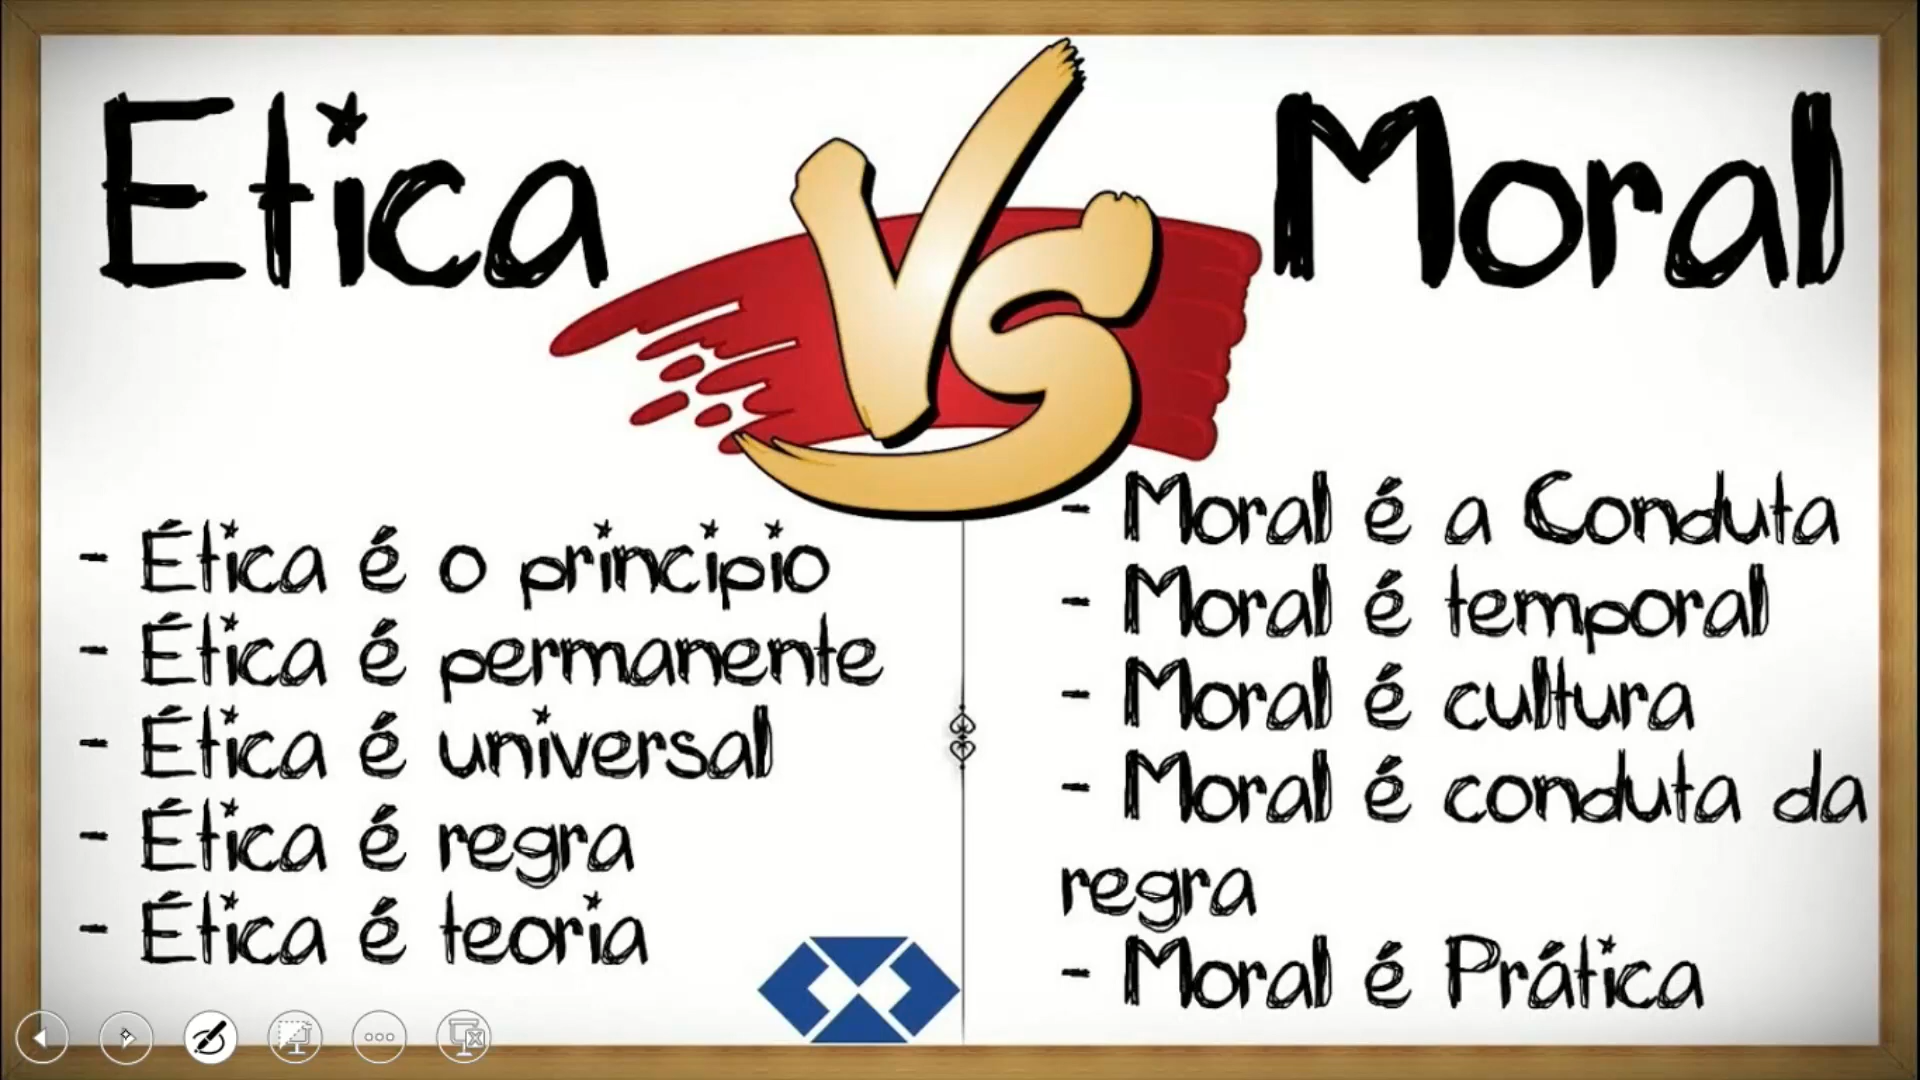 Etica
Vs
Moral
- Ética é o principio
- Ética é permanente
- Ética é universal
- Ética é regra
- Ética é teoria
- Moral é a Conduta
- Moral é temporal
- Moral é cultura
- Moral é conduta da
regra
- Moral é Prática